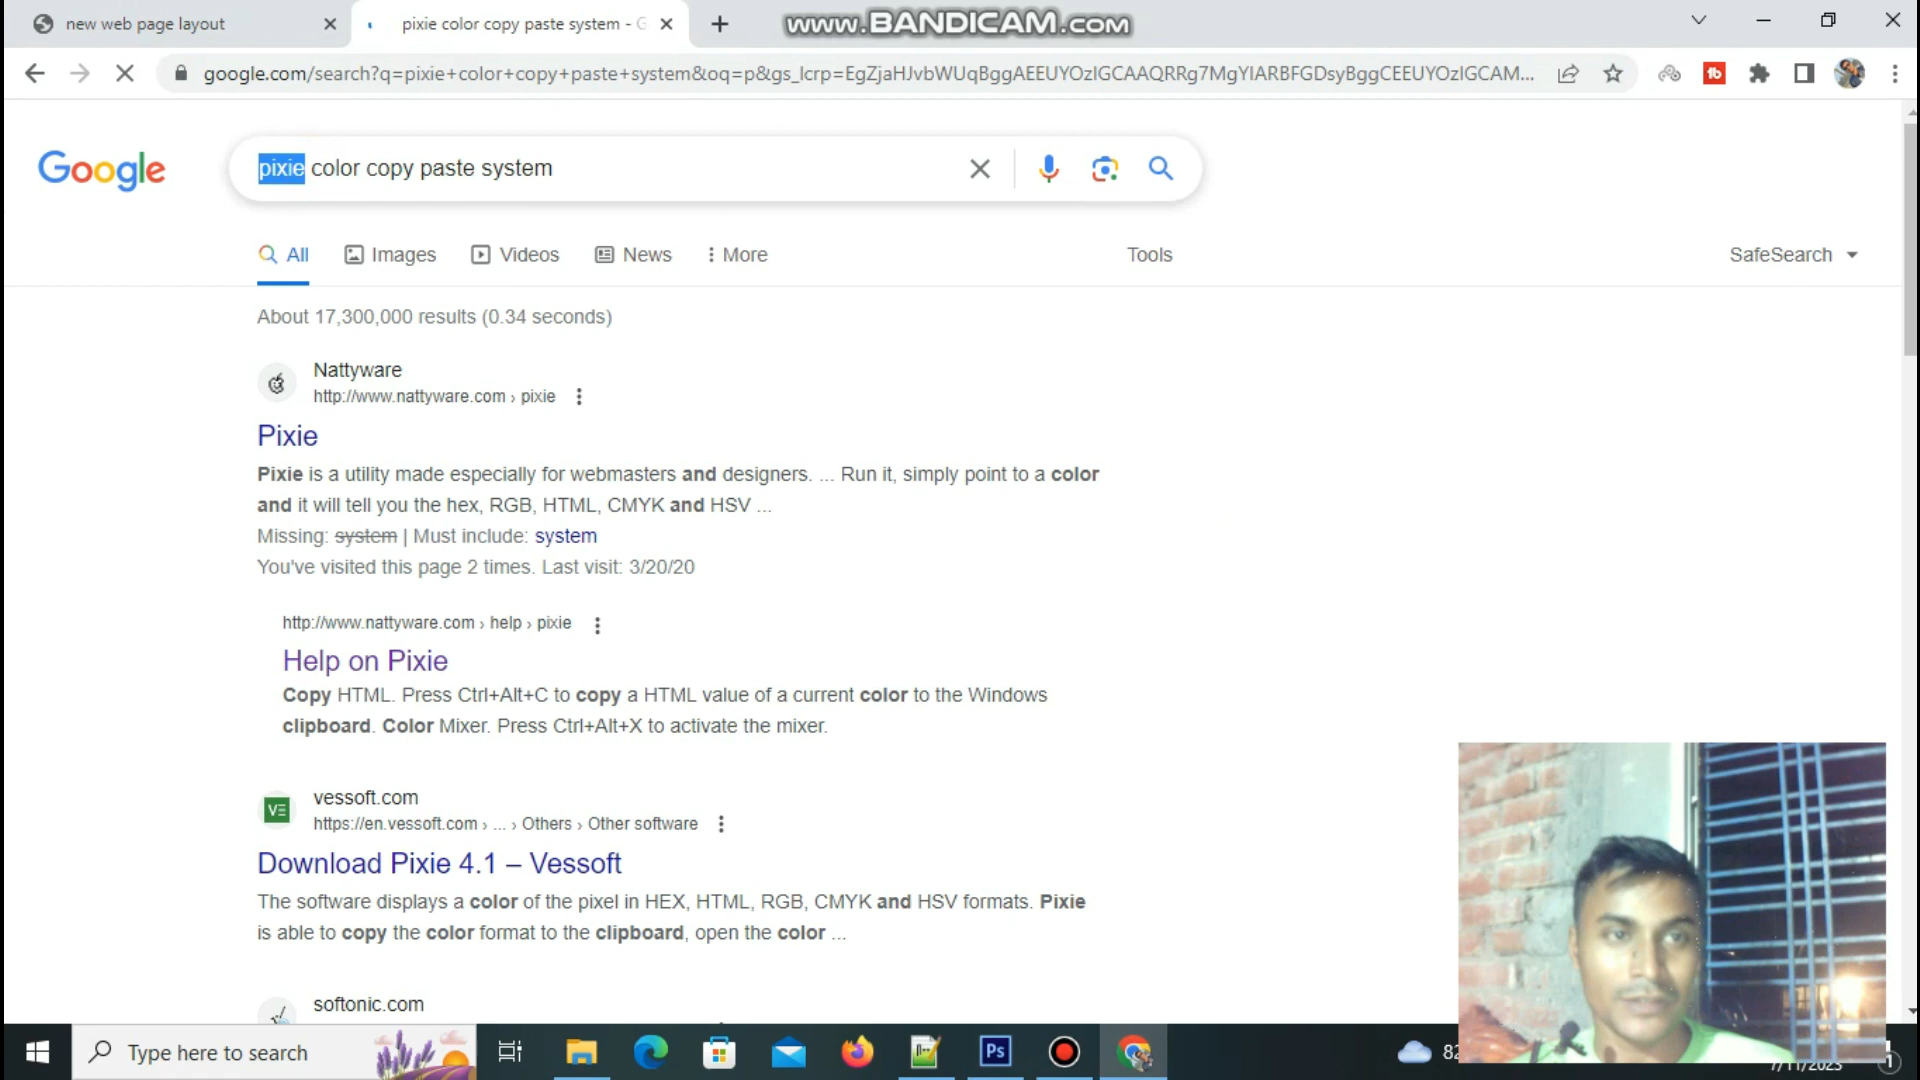 new web page layout
pixie color copy paste system - G
www.BANDICAM.com
google.com/search?q=pixie+color+copy+paste+system&oq=p&gs_lcrp=EgZjaHJvbWUqBggAEEUYOzIGCAAQRRg7MgYIARBFGDsyBggCEEUYOzIGCAM...
Google
pixie color copy paste system
All Images Videos News More Tools SafeSearch
About 17,300,000 results (0.34 seconds)
Nattyware
http://www.nattyware.com › pixie
Pixie
Pixie is a utility made especially for webmasters and designers. ... Run it, simply point to a color
and it will tell you the hex, RGB, HTML, CMYK and HSV ...
Missing: system | Must include: system
You've visited this page 2 times. Last visit: 3/20/20
http://www.nattyware.com › help › pixie
Help on Pixie
Copy HTML. Press Ctrl+Alt+C to copy a HTML value of a current color to the Windows
clipboard. Color Mixer. Press Ctrl+Alt+X to activate the mixer.
vessoft.com
https://en.vessoft.com › ... › Others › Other software
Download Pixie 4.1 – Vessoft
The software displays a color of the pixel in HEX, HTML, RGB, CMYK and HSV formats. Pixie
is able to copy the color format to the clipboard, open the color ...
softonic.com
Type here to search
Ps
7/11/2023
1